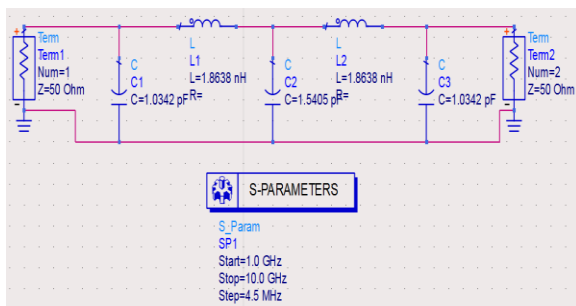 Term
Term1
Num=1
Z=50 Ohm
C
C1
C=1.0342 pF
L
L1
L=1.8638 nH
R=
C
C2
C=1.5405 pF
L
L2
L=1.8638 nH
R=
C
C3
C=1.0342 pF
Term
Term2
Num=2
Z=50 Ohm
S-PARAMETERS
S_Param
SP1
Start=1.0 GHz
Stop=10.0 GHz
Step=4.5 MHz